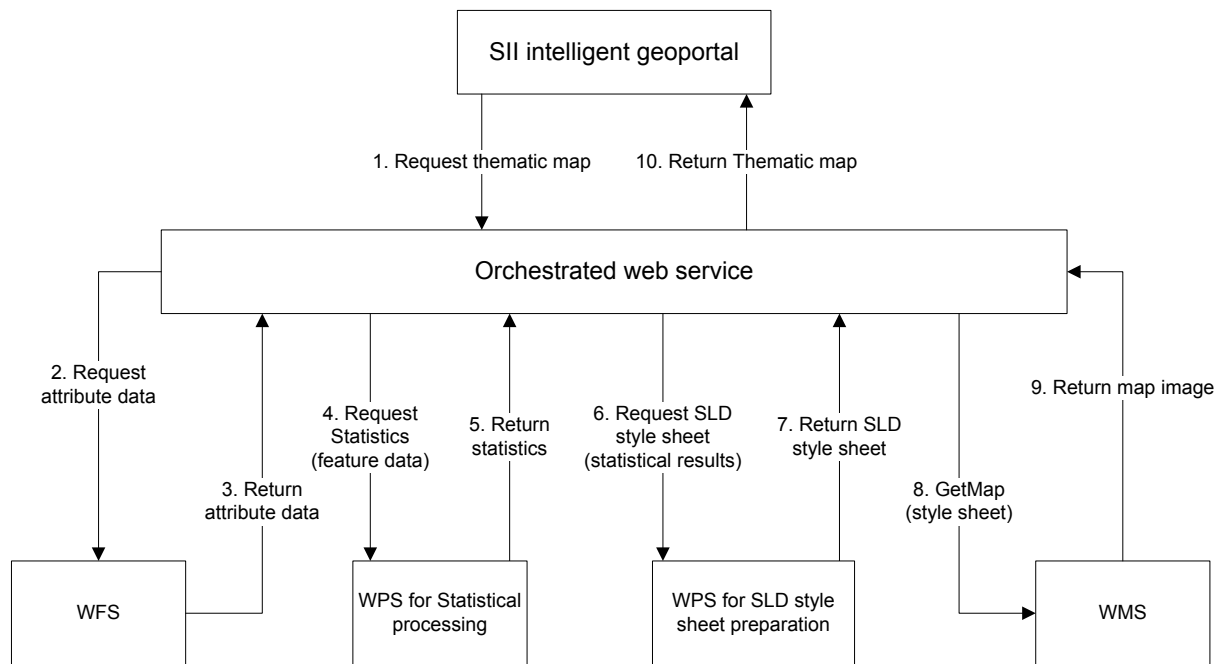 SII intelligent geoportal
1. Request thematic map
10. Return Thematic map
Orchestrated web service
2. Request
attribute data
3. Return
attribute data
4. Request
Statistics
(feature data)
5. Return
statistics
6. Request SLD
style sheet
(statistical results)
7. Return SLD
style sheet
8. GetMap
(style sheet)
9. Return map image
WFS
WPS for Statistical
processing
WPS for SLD style
sheet preparation
WMS